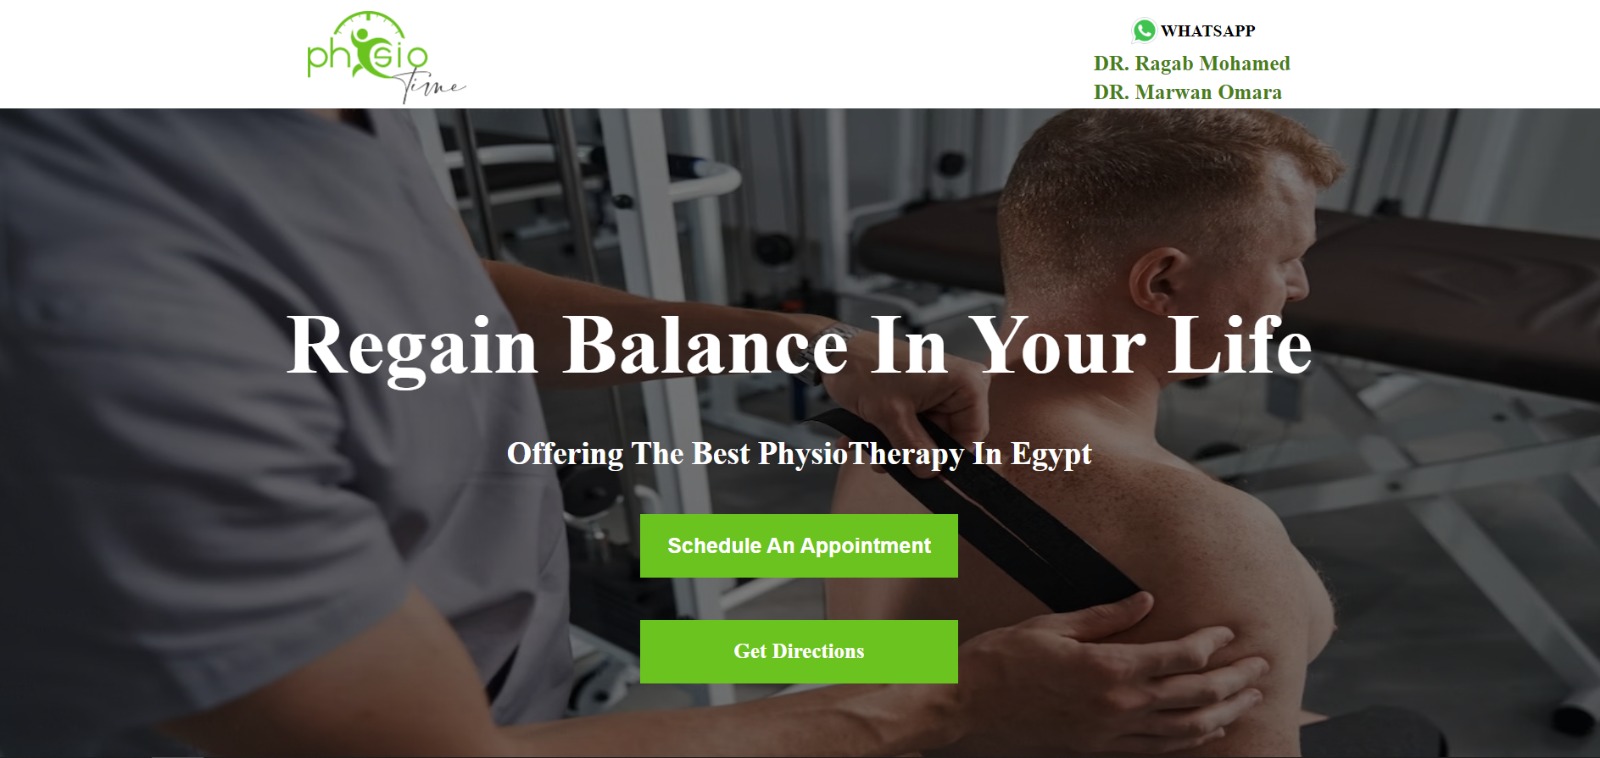 physio
Time
WHATSAPP
DR. Ragab Mohamed
DR. Marwan Omara
Regain Balance In Your Life
Offering The Best PhysioTherapy In Egypt
Schedule An Appointment
Get Directions